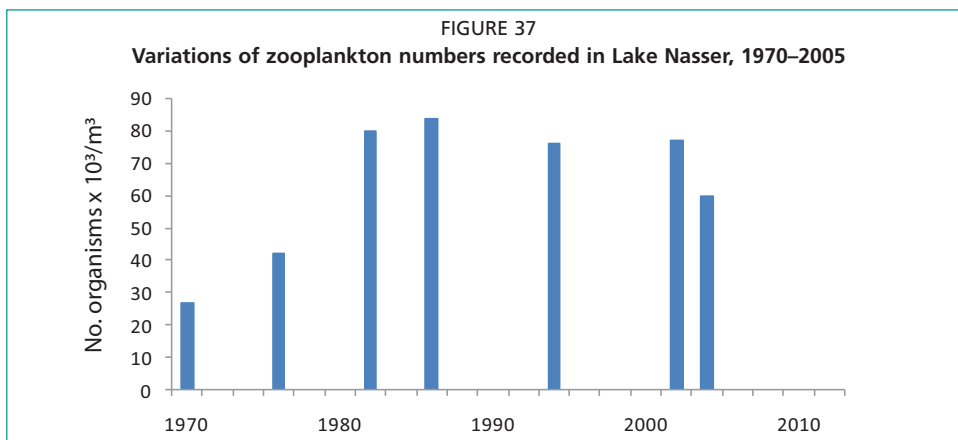 FIGURE 37
Variations of zooplankton numbers recorded in Lake Nasser, 1970–2005
No. organisms x 10³/m³
90
80
70
60
50
40
30
20
10
0
1970 1980 1990 2000 2010